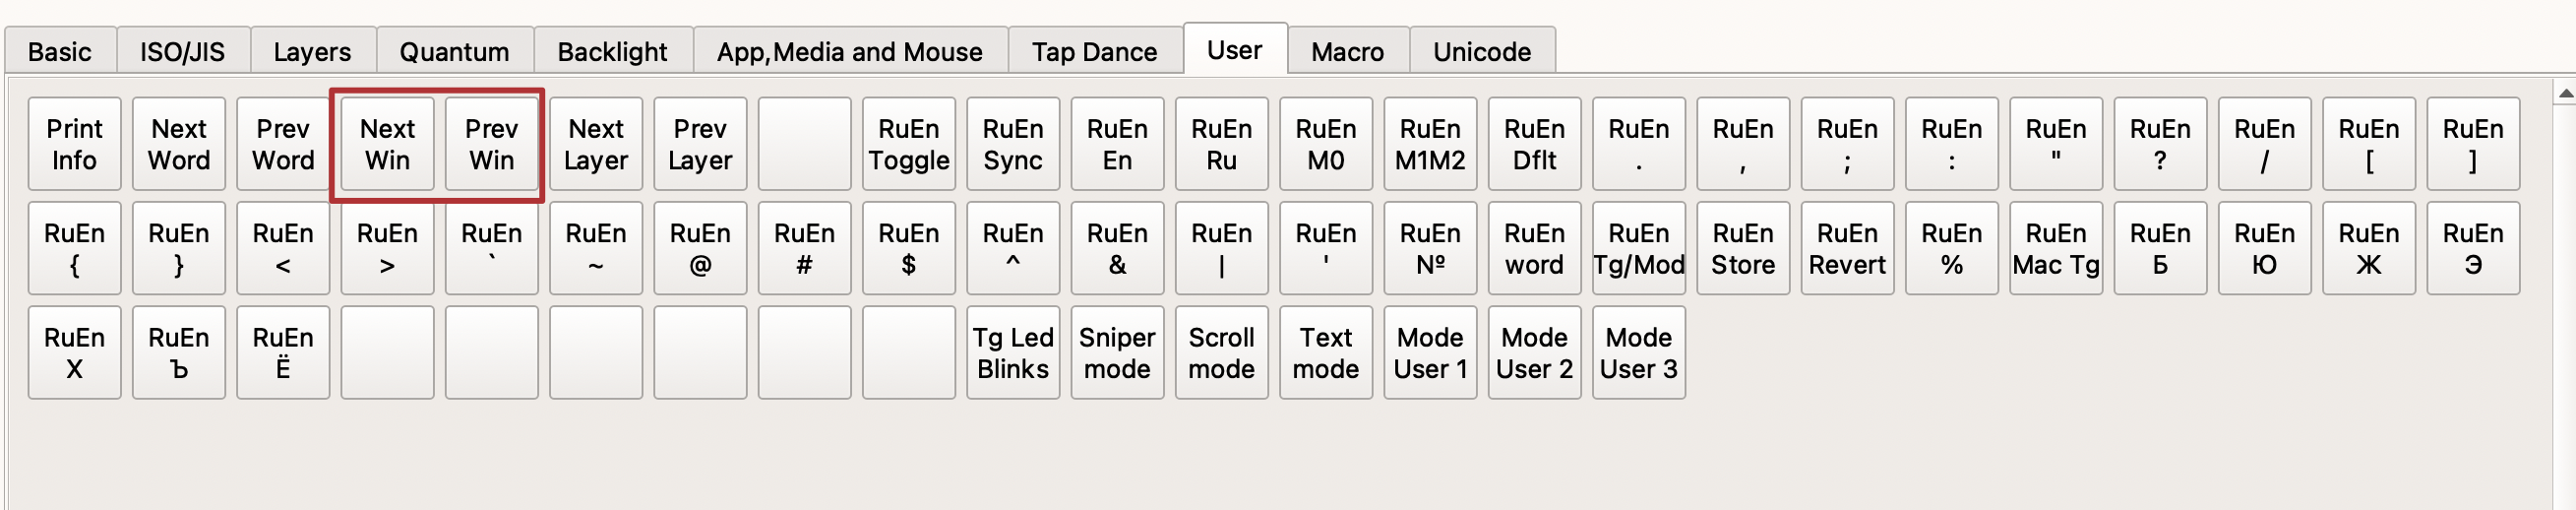 Basic ISO/JIS Layers Quantum Backlight App,Media and Mouse Tap Dance User Macro Unicode
Print Next Prev Next Prev Next Prev RuEn RuEn RuEn RuEn RuEn RuEn RuEn RuEn RuEn RuEn RuEn RuEn RuEn RuEn RuEn RuEn
Info Word Word Win Win Layer Layer Toggle Sync En Ru M0 M1M2 Dflt . , ; : " ? / [ ]
RuEn RuEn RuEn RuEn RuEn RuEn RuEn RuEn RuEn RuEn RuEn RuEn RuEn RuEn RuEn RuEn RuEn RuEn RuEn RuEn RuEn RuEn RuEn RuEn
{ } < > ` ~ @ # $ ^ & | ' № word Tg/Mod Store Revert % Mac Tg Б Ю Ж Э
RuEn RuEn RuEn Tg Led Sniper Scroll Text Mode Mode Mode
Х Ъ Ё Blinks mode mode mode User 1 User 2 User 3